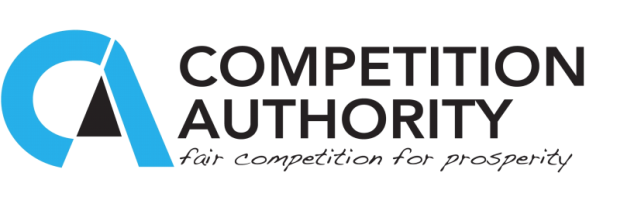 COMPETITION
AUTHORITY
fair competition for prosperity